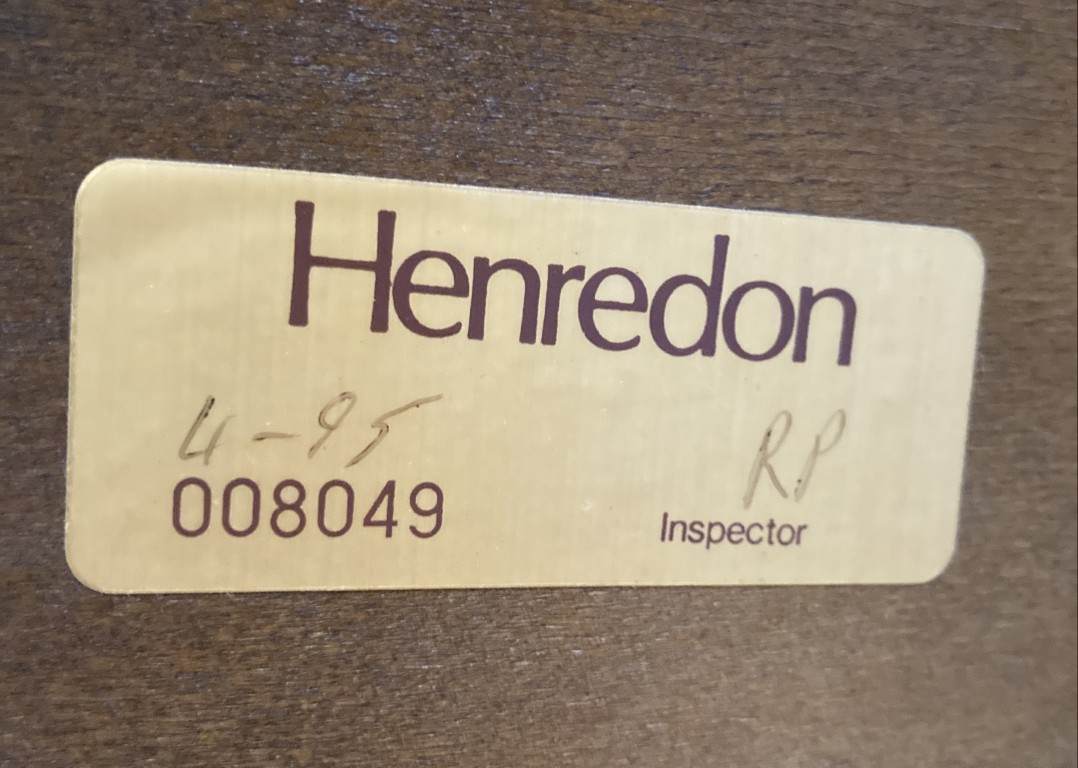 Henredon
4-95
RP
008049
Inspector